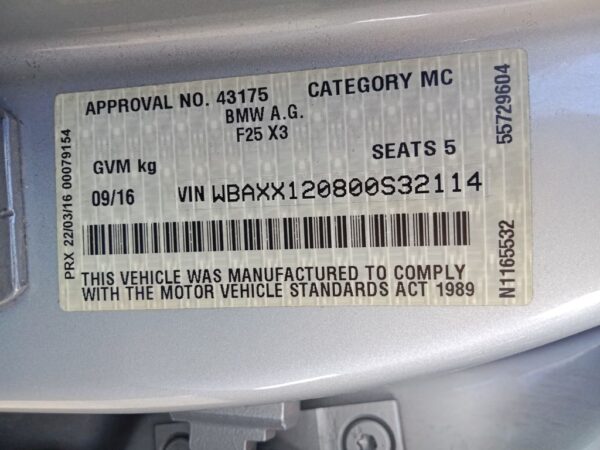 APPROVAL NO. 43175 CATEGORY MC
BMW A.G.
F25 X3
GVM kg SEATS 5
09/16 VIN WBAXX120800S32114
THIS VEHICLE WAS MANUFACTURED TO COMPLY
WITH THE MOTOR VEHICLE STANDARDS ACT 1989
PRX 22/03/16 00079154
N1165532 55729604